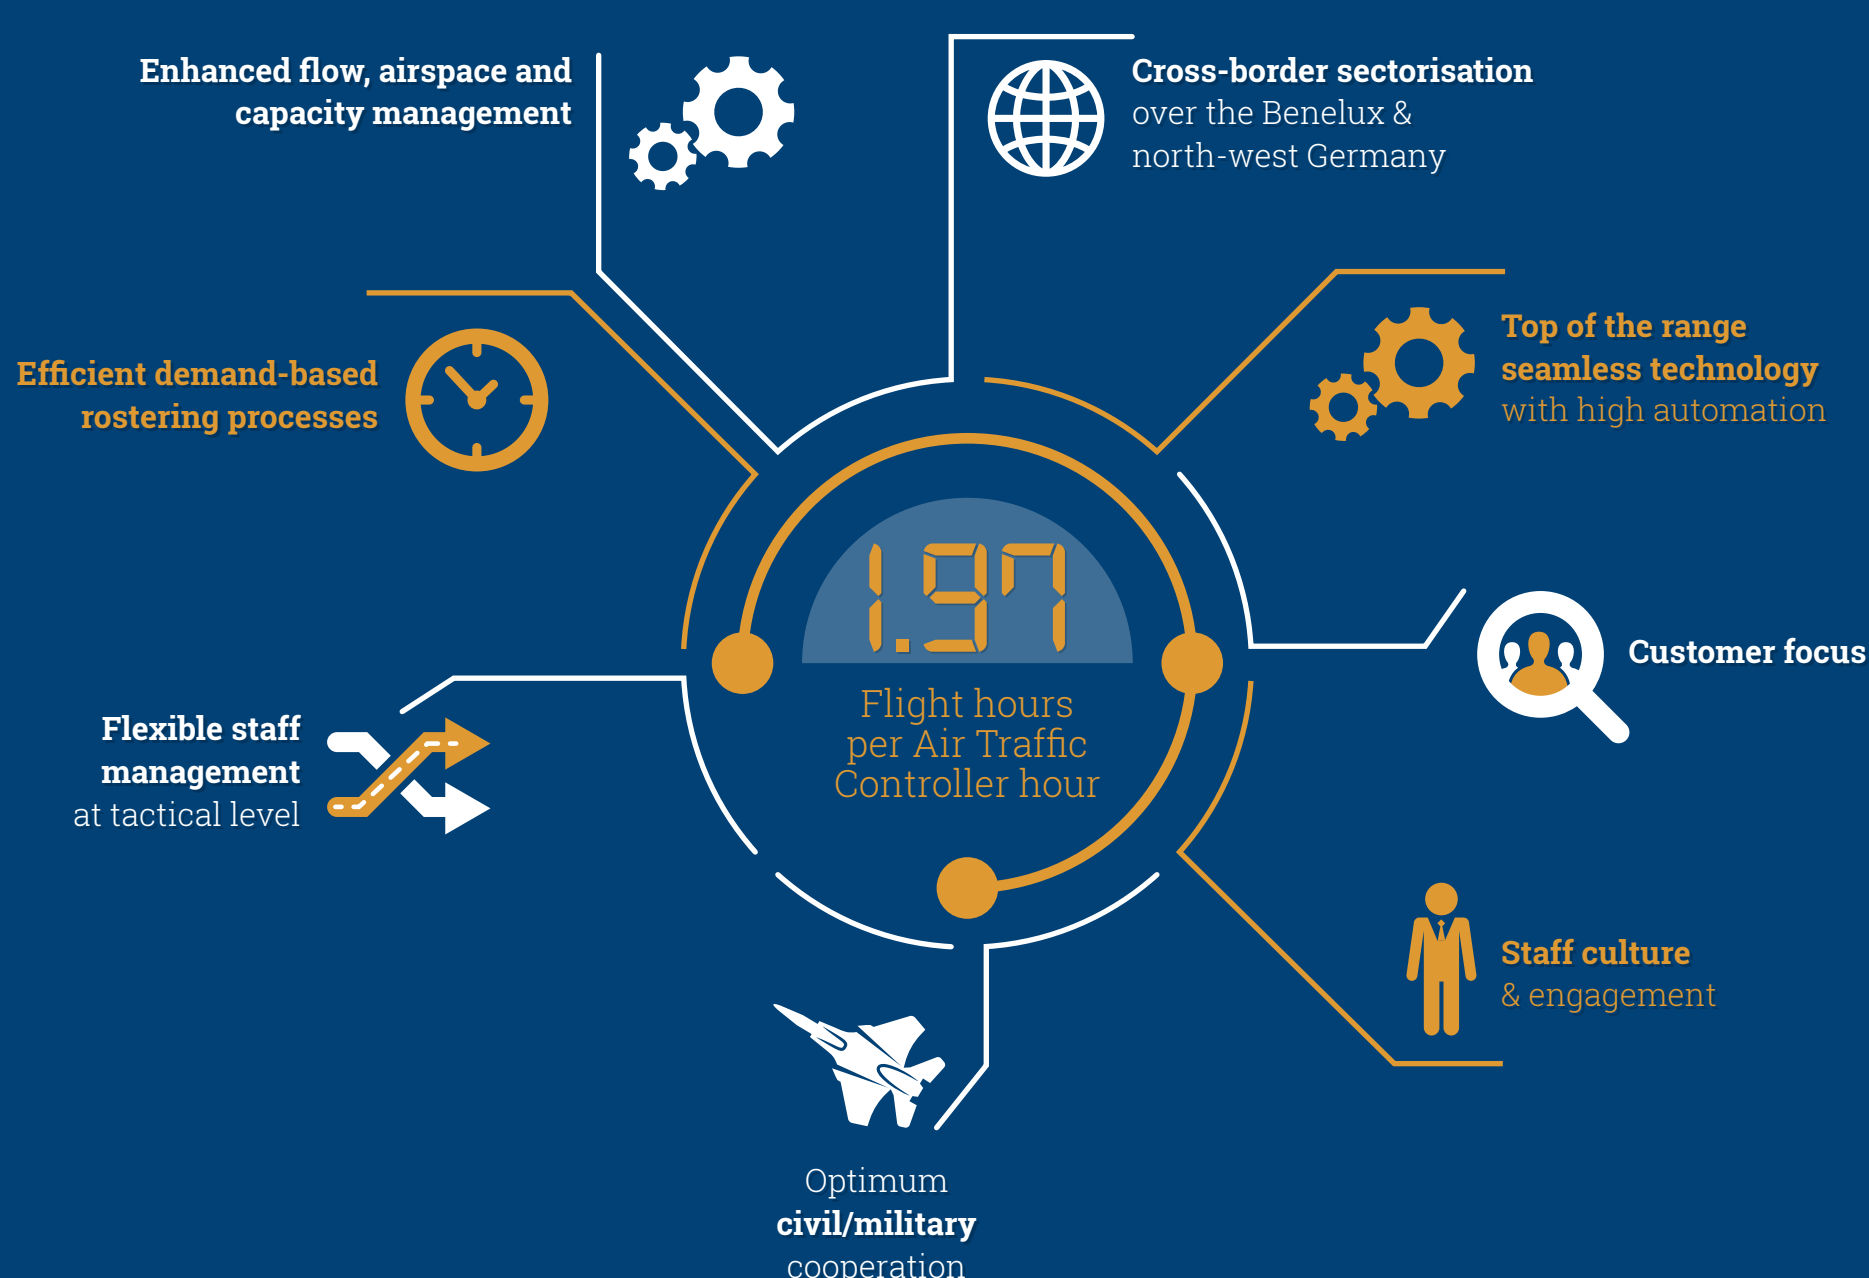 Enhanced flow, airspace and
capacity management
Cross-border sectorisation
over the Benelux &
north-west Germany
Efficient demand-based
rostering processes
Top of the range
seamless technology
with high automation
1.97
Flight hours
per Air Traffic
Controller hour
Customer focus
Flexible staff
management
at tactical level
Staff culture
& engagement
Optimum
civil/military
cooperation